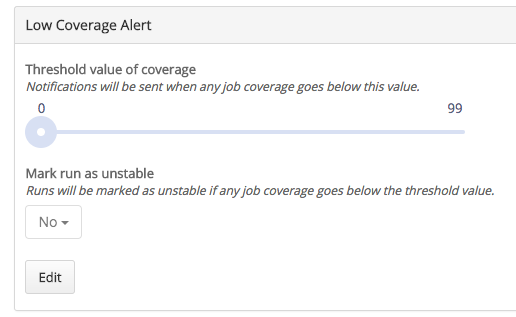 Low Coverage Alert
Threshold value of coverage
Notifications will be sent when any job coverage goes below this value.
0 99
Mark run as unstable
Runs will be marked as unstable if any job coverage goes below the threshold value.
No
Edit